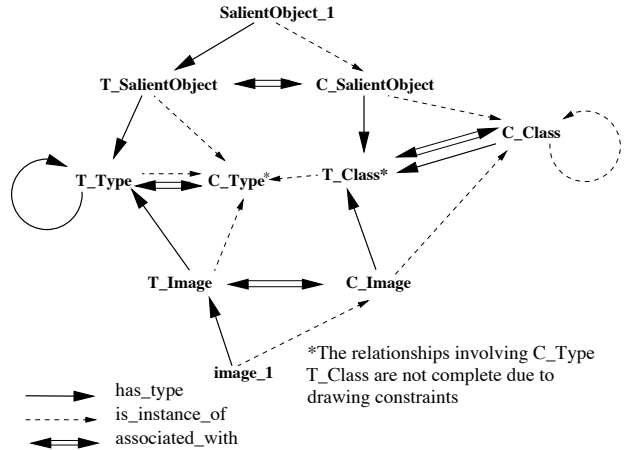 SalientObject_1
T_SalientObject
C_SalientObject
C_Class
T_Type
C_Type*
T_Class*
T_Image
C_Image
image_1
*The relationships involving C_Type
T_Class are not complete due to
drawing constraints
has_type
is_instance_of
associated_with